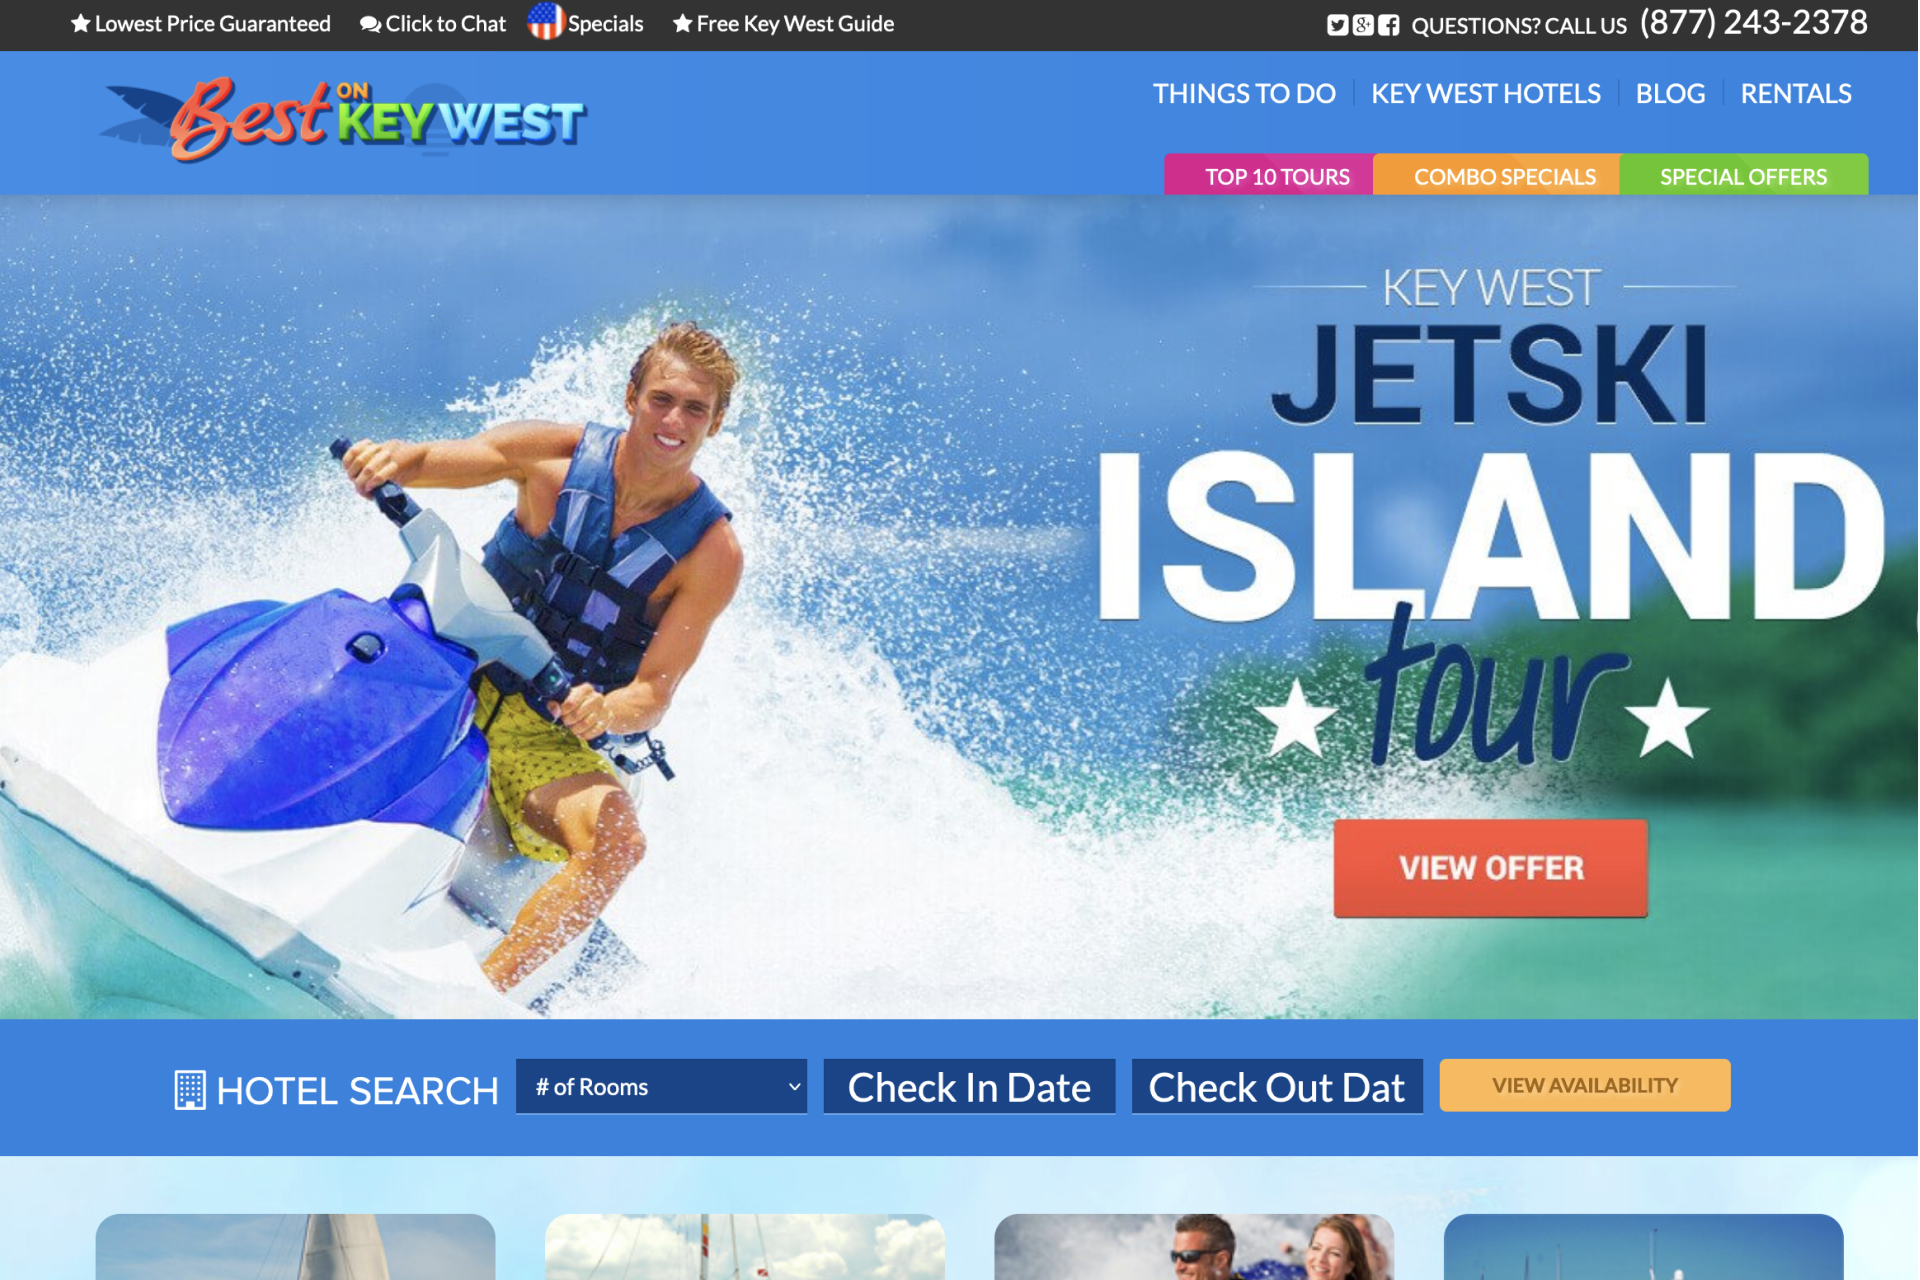 Lowest Price Guaranteed
Click to Chat
Specials
Free Key West Guide
QUESTIONS? CALL US (877) 243-2378
Best ON KEY WEST
THINGS TO DO
KEY WEST HOTELS
BLOG
RENTALS
TOP 10 TOURS
COMBO SPECIALS
SPECIAL OFFERS
KEY WEST
JETSKI
ISLAND
tour
VIEW OFFER
HOTEL SEARCH
# of Rooms
Check In Date
Check Out Dat
VIEW AVAILABILITY